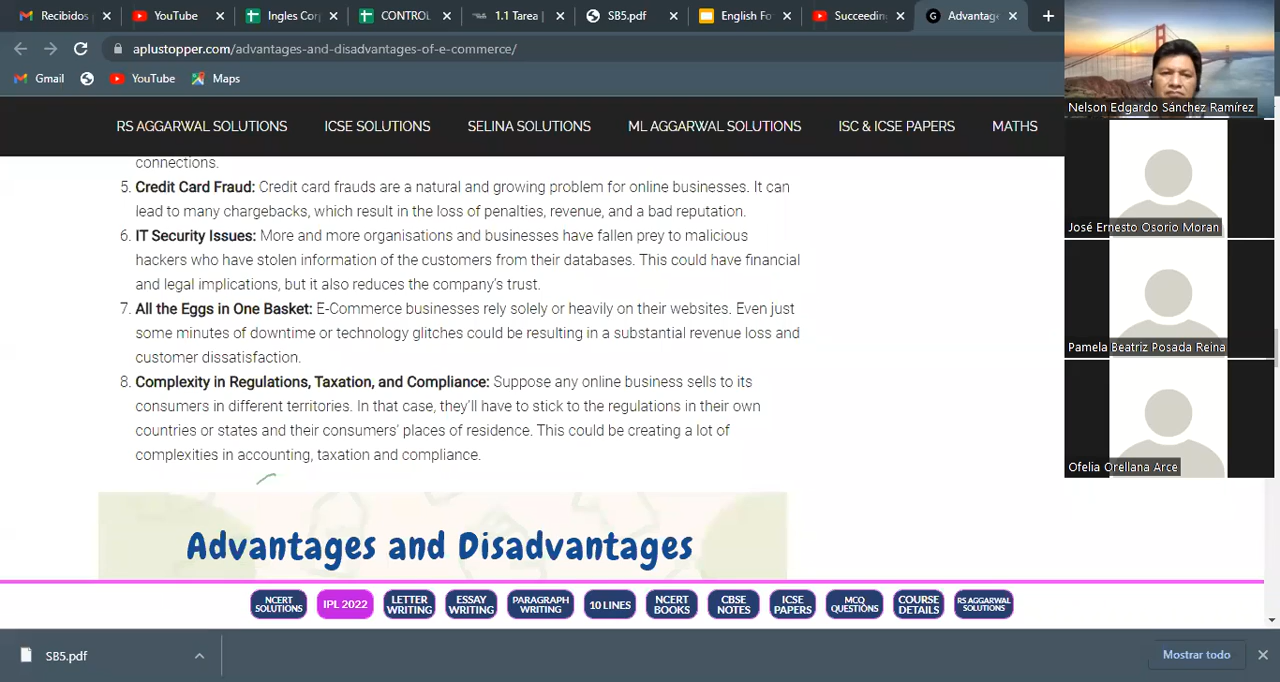 Recibidos
YouTube
Ingles Cor
CONTROL
1.1 Tarea
SB5.pdf
English Fo
Succeedin
Advantag
aplustopper.com/advantages-and-disadvantages-of-e-commerce/
Gmail
YouTube
Maps
RS AGGARWAL SOLUTIONS
ICSE SOLUTIONS
SELINA SOLUTIONS
ML AGGARWAL SOLUTIONS
ISC & ICSE PAPERS
MATHS
connections.
5. Credit Card Fraud: Credit card frauds are a natural and growing problem for online businesses. It can
lead to many chargebacks, which result in the loss of penalties, revenue, and a bad reputation.
6. IT Security Issues: More and more organisations and businesses have fallen prey to malicious
hackers who have stolen information of the customers from their databases. This could have financial
and legal implications, but it also reduces the company's trust.
7. All the Eggs in One Basket: E-Commerce businesses rely solely or heavily on their websites. Even just
some minutes of downtime or technology glitches could be resulting in a substantial revenue loss and
customer dissatisfaction.
8. Complexity in Regulations, Taxation, and Compliance: Suppose any online business sells to its
consumers in different territories. In that case, they'll have to stick to the regulations in their own
countries or states and their consumers' places of residence. This could be creating a lot of
complexities in accounting, taxation and compliance.
Advantages and Disadvantages
NCERT
SOLUTIONS
IPL 2022
LETTER
WRITING
ESSAY
WRITING
PARAGRAPH
WRITING
10 LINES
NCERT
BOOKS
CBSE
NOTES
ICSE
PAPERS
MCQ
QUESTIONS
COURSE
DETAILS
RS AGGARWAL
SOLUTIONS
SB5.pdf
Mostrar todo
Nelson Edgardo Sánchez Ramírez
José Ernesto Osorio Moran
Pamela Beatriz Posada Reina
Ofelia Orellana Arce